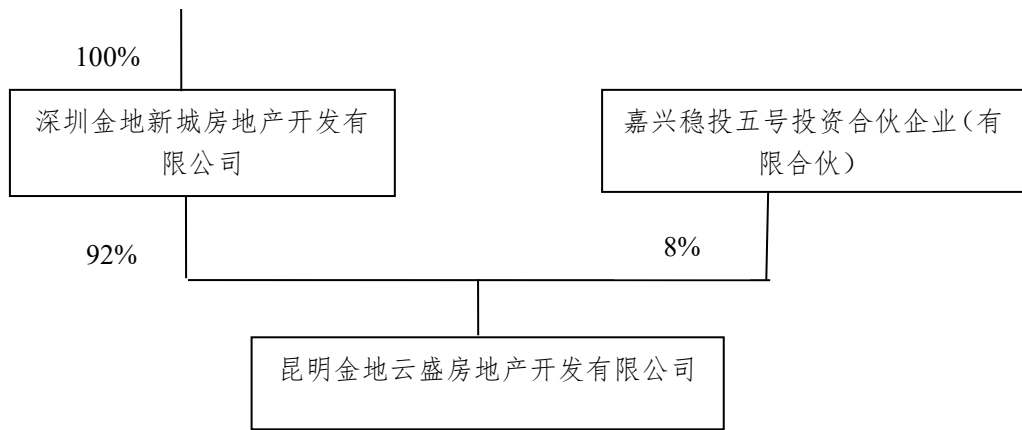 100%
深圳金地新城房地产开发有
限公司
嘉兴稳投五号投资合伙企业（有
限合伙）
92%
8%
昆明金地云盛房地产开发有限公司